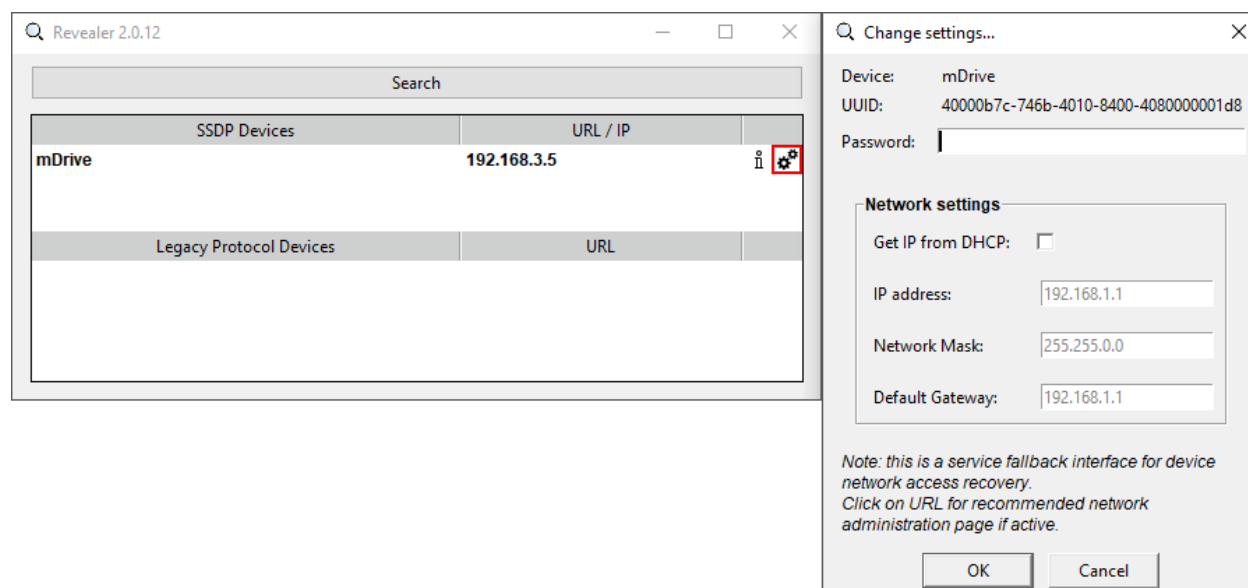 Revealer 2.0.12
Search
SSDP Devices URL / IP
mDrive 192.168.3.5
Legacy Protocol Devices URL
Change settings...
Device: mDrive
UUID: 40000b7c-746b-4010-8400-4080000001d8
Password:
Network settings
Get IP from DHCP:
IP address: 192.168.1.1
Network Mask: 255.255.0.0
Default Gateway: 192.168.1.1
Note: this is a service fallback interface for device
network access recovery.
Click on URL for recommended network
administration page if active.
OK Cancel